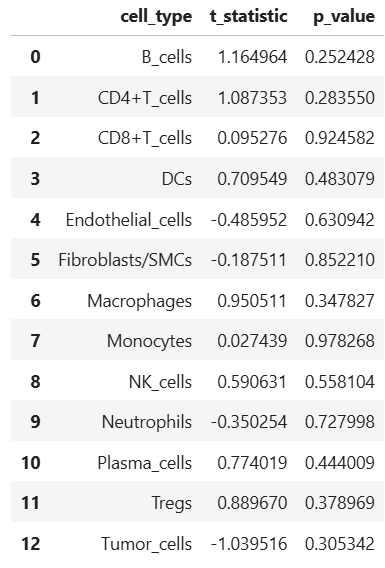 cell_type t_statistic p_value
0 B_cells 1.164964 0.252428
1 CD4+T_cells 1.087353 0.283550
2 CD8+T_cells 0.095276 0.924582
3 DCs 0.709549 0.483079
4 Endothelial_cells -0.485952 0.630942
5 Fibroblasts/SMCs -0.187511 0.852210
6 Macrophages 0.950511 0.347827
7 Monocytes 0.027439 0.978268
8 NK_cells 0.590631 0.558104
9 Neutrophils -0.350254 0.727998
10 Plasma_cells 0.774019 0.444009
11 Tregs 0.889670 0.378969
12 Tumor_cells -1.039516 0.305342